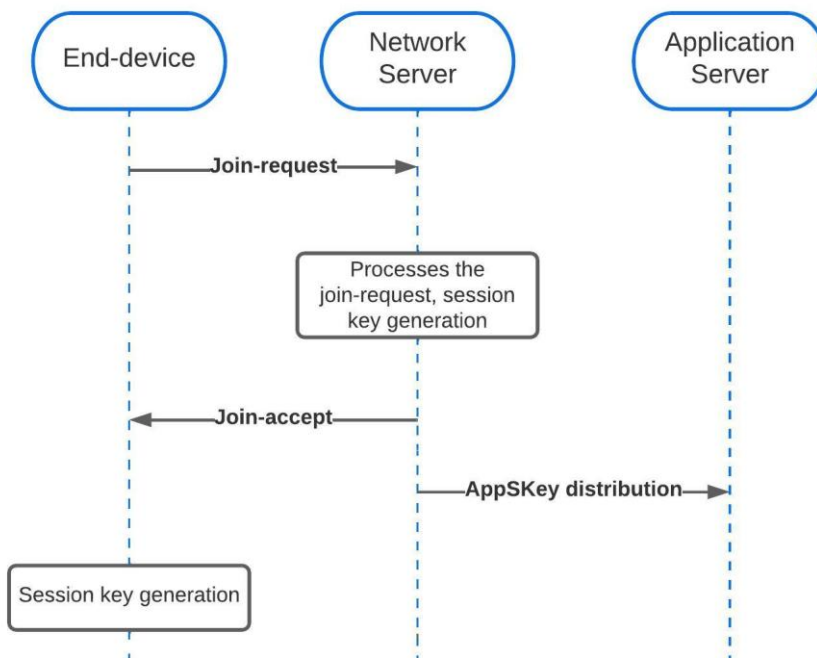 End-device
Network
Server
Application
Server
Join-request
Processes the
join-request, session
key generation
Join-accept
AppSKey distribution
Session key generation